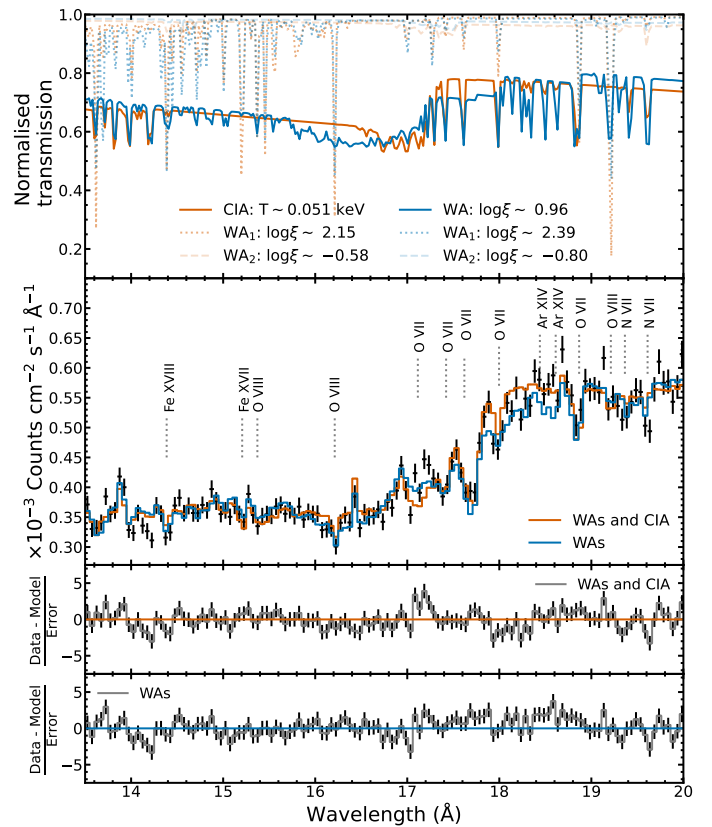 1.0
0.8
0.6
0.4
0.2
Normalised
transmission
CIA: T ∼ 0.051 keV
WA₁: logξ ∼ 2.15
WA₂: logξ ∼ −0.58
WA: logξ ∼ 0.96
WA₁: logξ ∼ 2.39
WA₂: logξ ∼ −0.80
0.70
0.65
0.60
0.55
0.50
0.45
0.40
0.35
0.30
×10⁻³ Counts cm⁻² s⁻¹ Å⁻¹
Fe XVIII
Fe XVII
O VIII
O VIII
O VII
O VII
O VII
O VII
Ar XIV
Ar XIV
O VII
O VIII
N VII
N VII
WAs and CIA
WAs
5
0
−5
Data - Model
Error
WAs and CIA
5
0
−5
Data - Model
Error
WAs
14
15
16
17
18
19
20
Wavelength (Å)